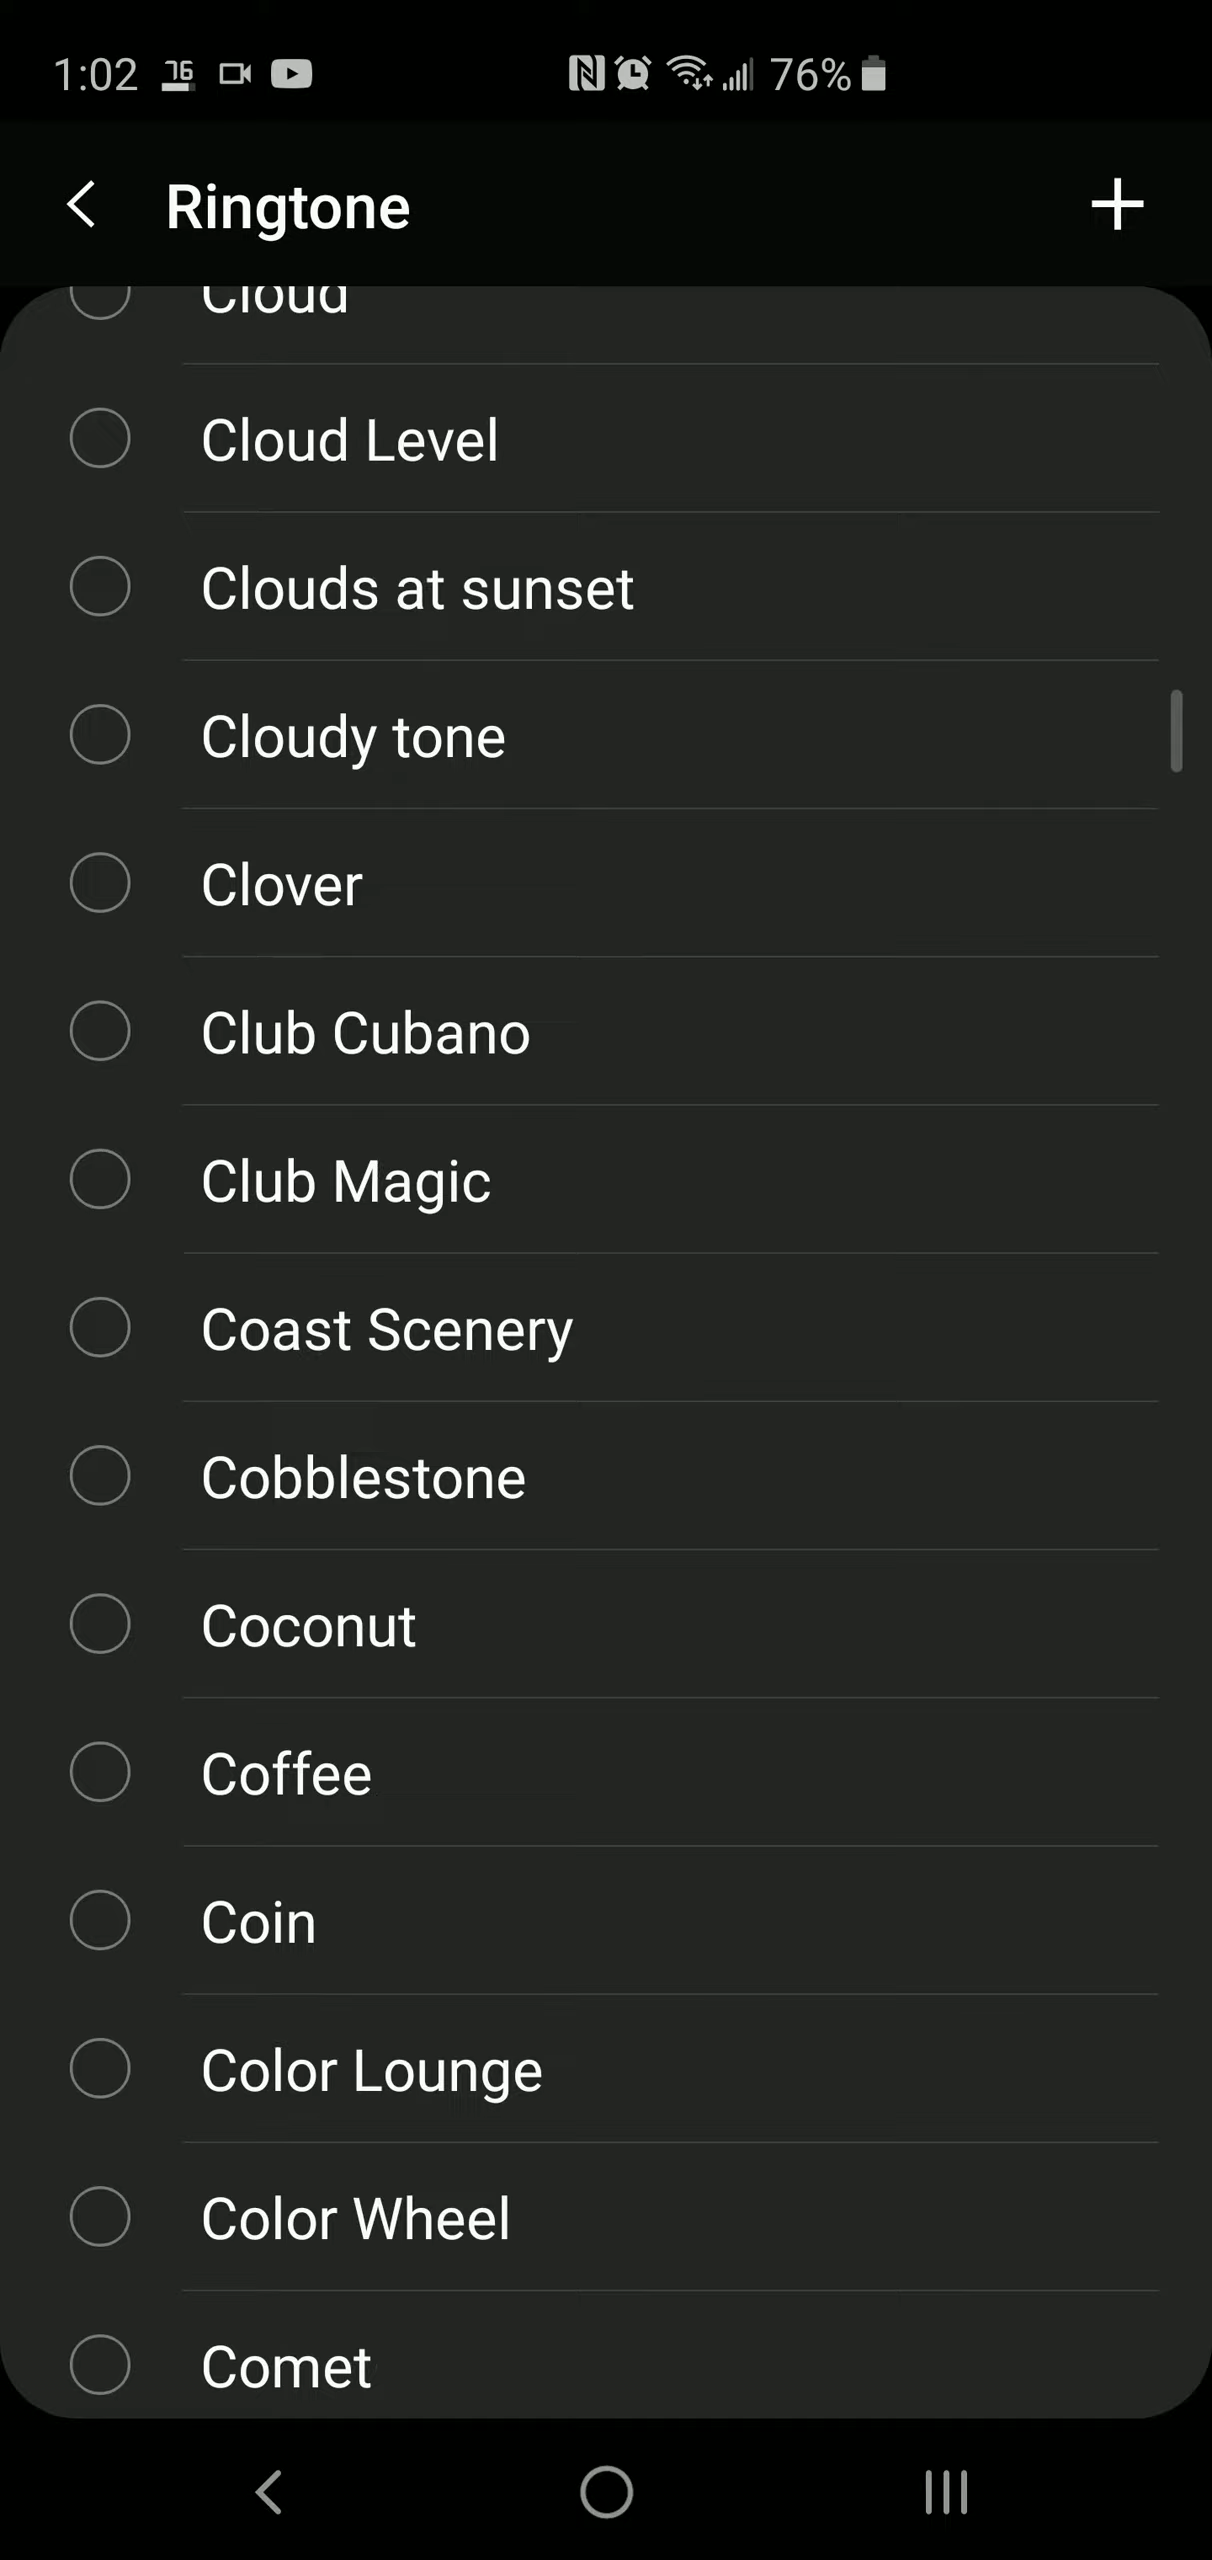 1:02 76%
Ringtone
Cloud
Cloud Level
Clouds at sunset
Cloudy tone
Clover
Club Cubano
Club Magic
Coast Scenery
Cobblestone
Coconut
Coffee
Coin
Color Lounge
Color Wheel
Comet